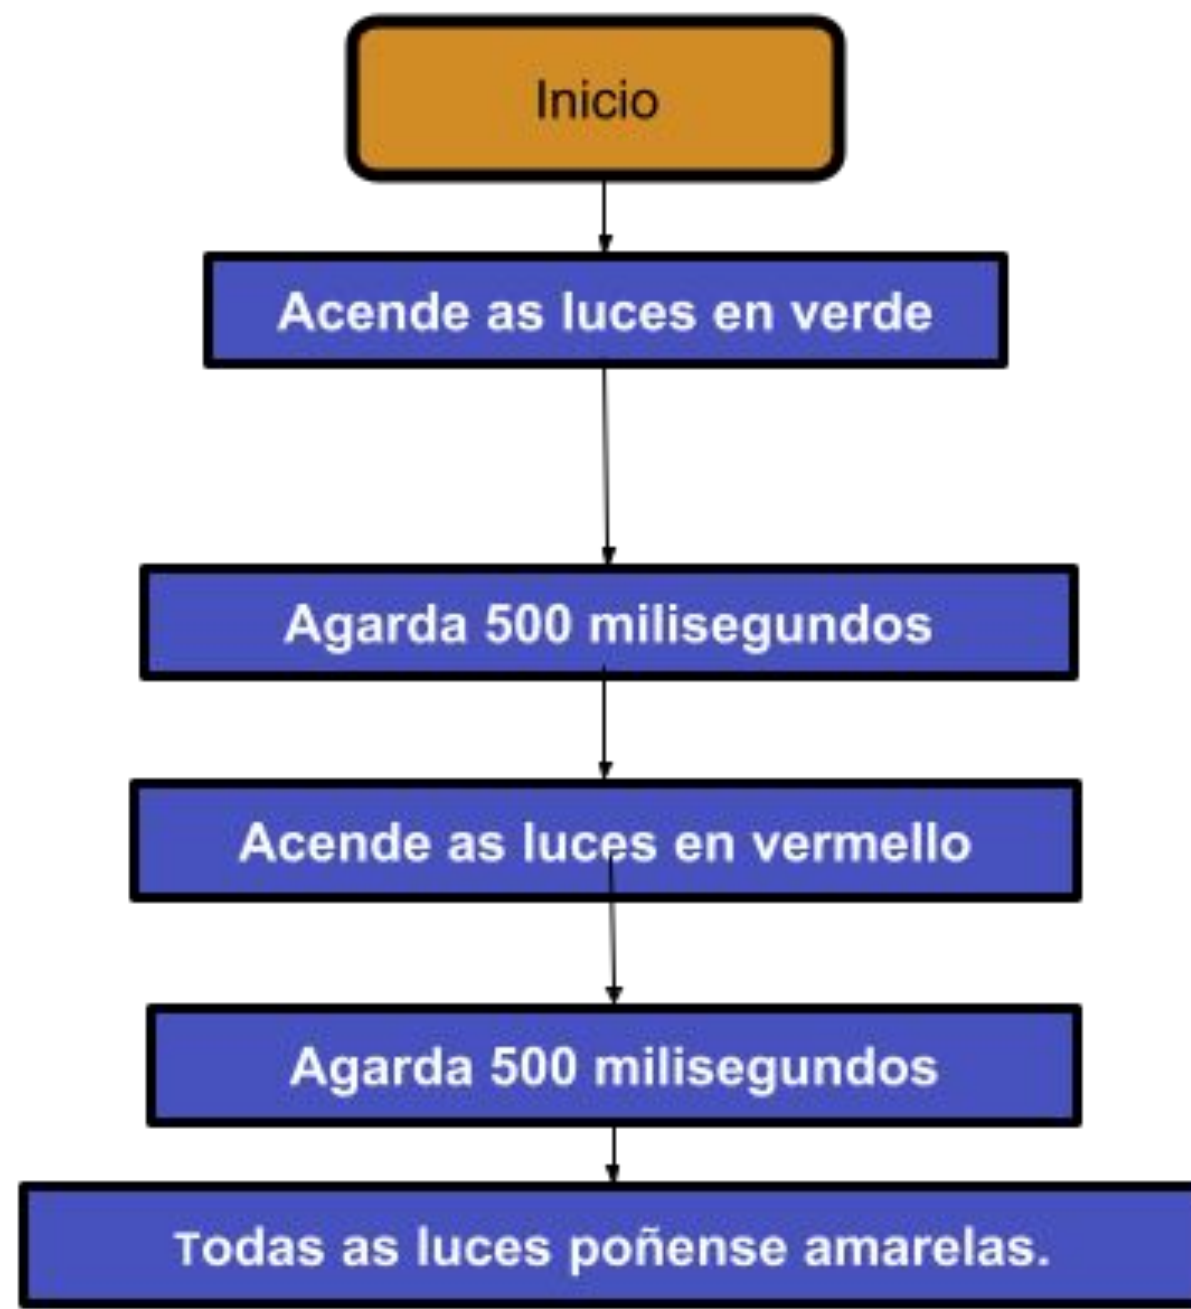 Inicio
Acende as luces en verde
Agarda 500 milisegundos
Acende as luces en vermello
Agarda 500 milisegundos
Todas as luces poñense amarelas.